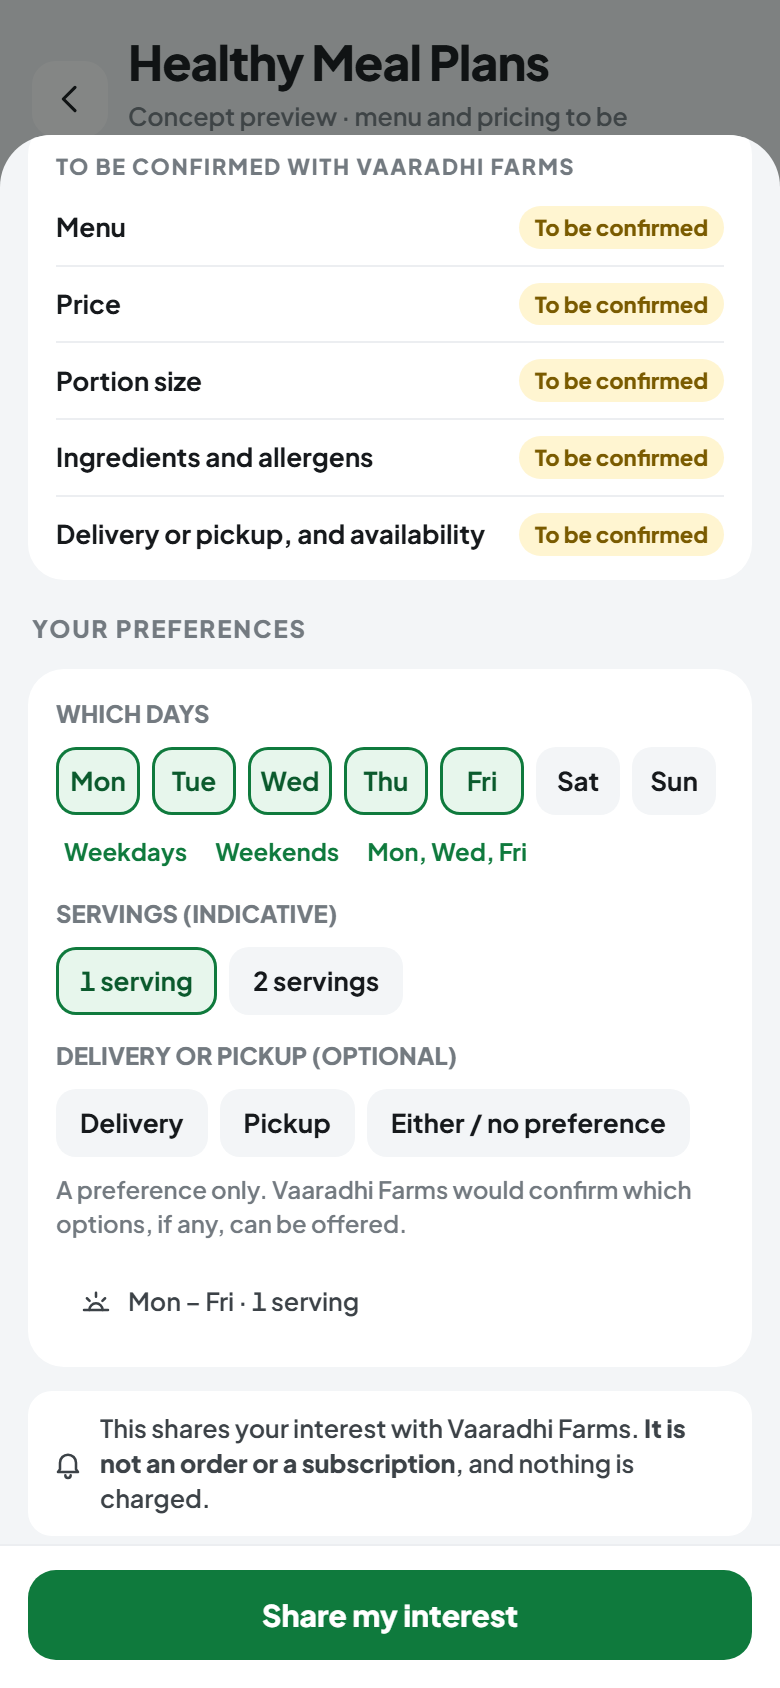 Healthy Meal Plans
Concept preview · menu and pricing to be
TO BE CONFIRMED WITH VAARADHI FARMS
Menu To be confirmed
Price To be confirmed
Portion size To be confirmed
Ingredients and allergens To be confirmed
Delivery or pickup, and availability To be confirmed
YOUR PREFERENCES
WHICH DAYS
Mon Tue Wed Thu Fri Sat Sun
Weekdays Weekends Mon, Wed, Fri
SERVINGS (INDICATIVE)
1 serving 2 servings
DELIVERY OR PICKUP (OPTIONAL)
Delivery Pickup Either / no preference
A preference only. Vaaradhi Farms would confirm which
options, if any, can be offered.
Mon – Fri · 1 serving
This shares your interest with Vaaradhi Farms. It is
not an order or a subscription, and nothing is
charged.
Share my interest